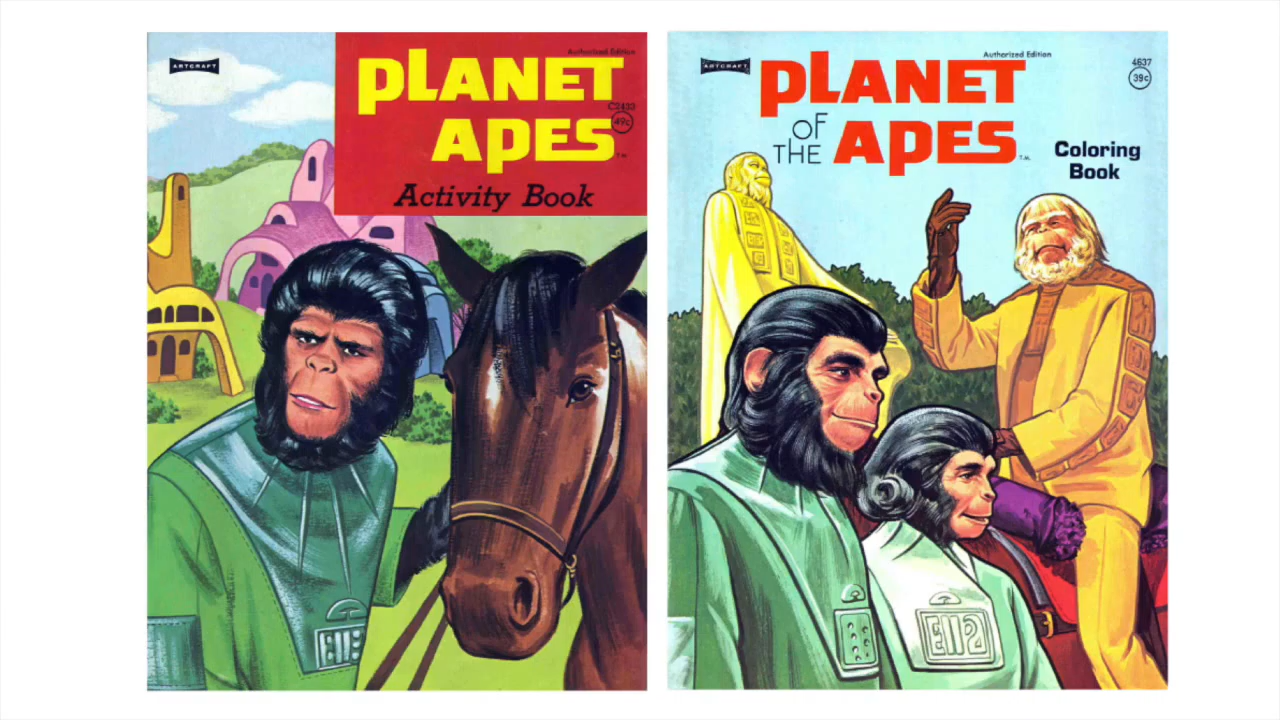 ARTCRAFT
Authorized Edition
PLANET
C2433
49¢
APES
T.M.
Activity Book
ARTCRAFT
Authorized Edition
4637
39¢
PLANET
OF
THE APES
T.M.
Coloring
Book